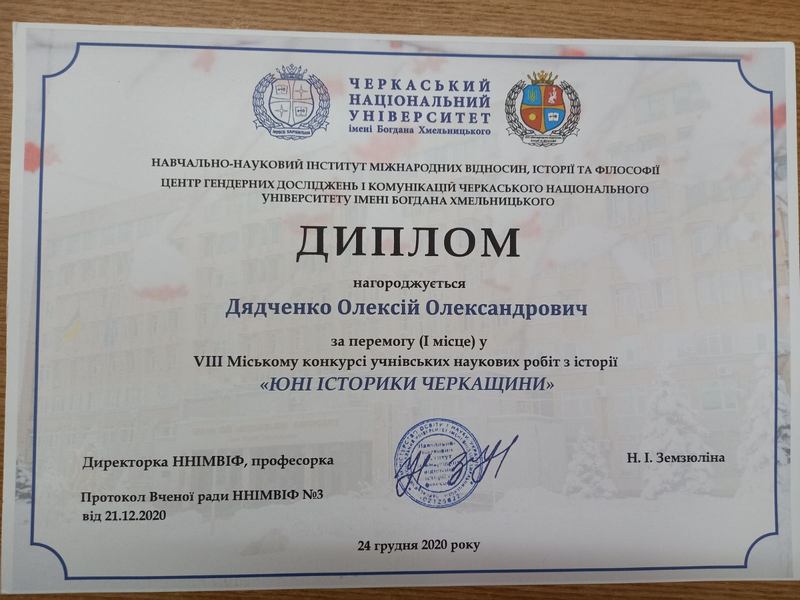 ЧЕРКАСЬКИЙ
НАЦІОНАЛЬНИЙ
УНІВЕРСИТЕТ
імені Богдана Хмельницького
НАВЧАЛЬНО-НАУКОВИЙ ІНСТИТУТ МІЖНАРОДНИХ ВІДНОСИН, ІСТОРІЇ ТА ФІЛОСОФІЇ
ЦЕНТР ГЕНДЕРНИХ ДОСЛІДЖЕНЬ І КОМУНІКАЦІЙ ЧЕРКАСЬКОГО НАЦІОНАЛЬНОГО
УНІВЕРСИТЕТУ ІМЕНІ БОГДАНА ХМЕЛЬНИЦЬКОГО
ДИПЛОМ
нагороджується
Дядченко Олексій Олександрович
за перемогу (І місце) у
VIII Міському конкурсі учнівських наукових робіт з історії
«ЮНІ ІСТОРИКИ ЧЕРКАЩИНИ»
Директорка ННІМВІФ, професорка
Н. І. Земзюліна
Протокол Вченої ради ННІМВІФ №3
від 21.12.2020
24 грудня 2020 року